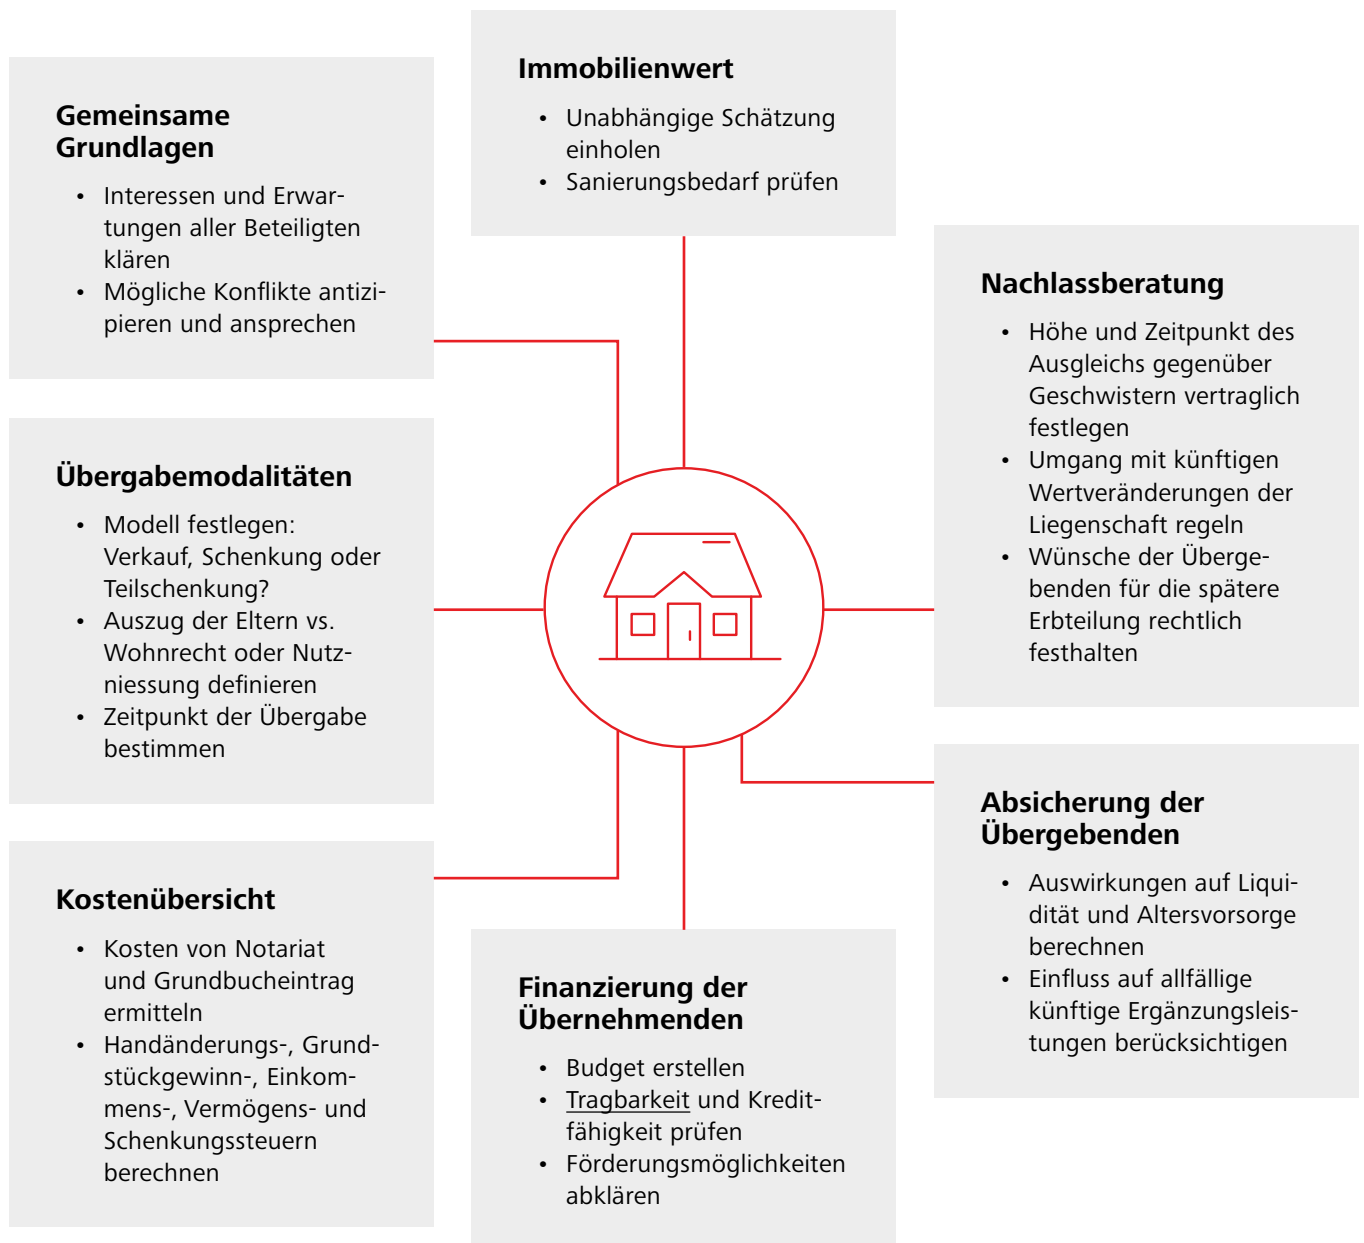 Gemeinsame
Grundlagen
• Interessen und Erwar-
tungen aller Beteiligten
klären
• Mögliche Konflikte antizi-
pieren und ansprechen
Immobilienwert
• Unabhängige Schätzung
einholen
• Sanierungsbedarf prüfen
Nachlassberatung
• Höhe und Zeitpunkt des
Ausgleichs gegenüber
Geschwistern vertraglich
festlegen
• Umgang mit künftigen
Wertveränderungen der
Liegenschaft regeln
• Wünsche der Überge-
benden für die spätere
Erbteilung rechtlich
festhalten
Übergabemodalitäten
• Modell festlegen:
Verkauf, Schenkung oder
Teilschenkung?
• Auszug der Eltern vs.
Wohnrecht oder Nutz-
niessung definieren
• Zeitpunkt der Übergabe
bestimmen
Absicherung der
Übergebenden
• Auswirkungen auf Liqui-
dität und Altersvorsorge
berechnen
• Einfluss auf allfällige
künftige Ergänzungsleis-
tungen berücksichtigen
Kostenübersicht
• Kosten von Notariat
und Grundbucheintrag
ermitteln
• Handänderungs-, Grund-
stückgewinn-, Einkom-
mens-, Vermögens- und
Schenkungssteuern
berechnen
Finanzierung der
Übernehmenden
• Budget erstellen
• Tragbarkeit und Kredit-
fähigkeit prüfen
• Förderungsmöglichkeiten
abklären